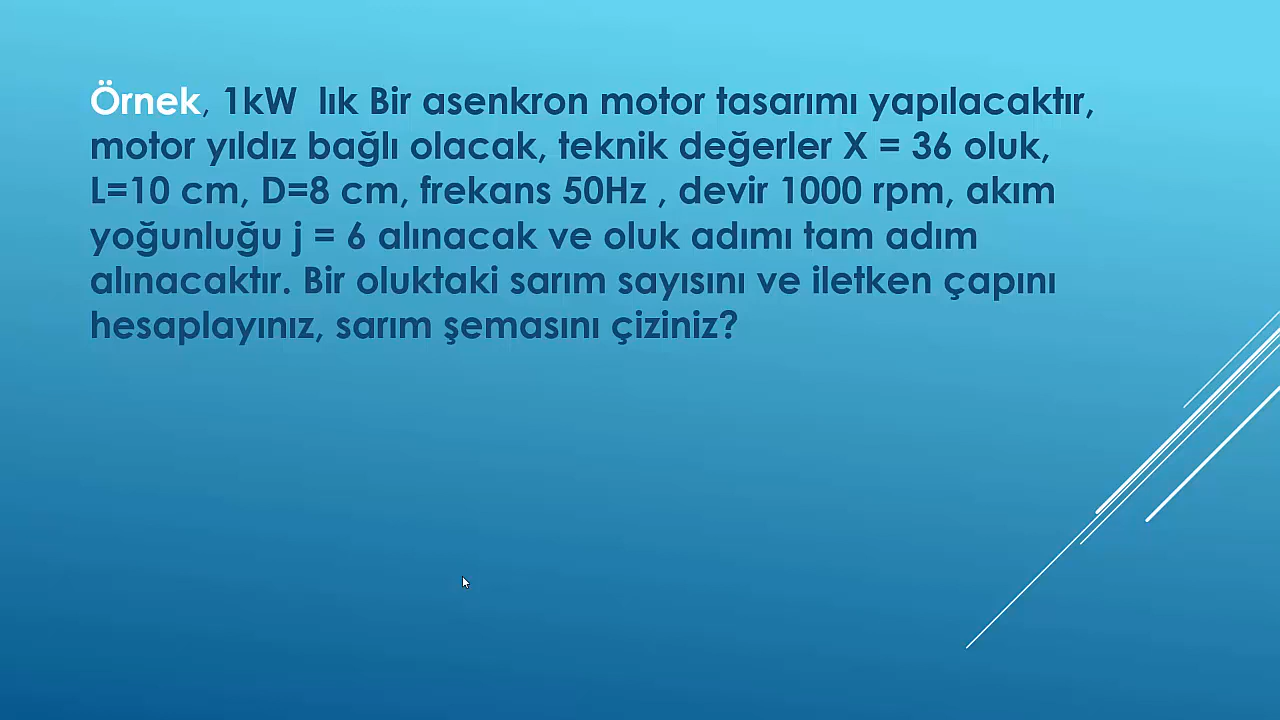 Örnek, 1kW lık Bir asenkron motor tasarımı yapılacaktır,
motor yıldız bağlı olacak, teknik değerler X = 36 oluk,
L=10 cm, D=8 cm, frekans 50Hz , devir 1000 rpm, akım
yoğunluğu j = 6 alınacak ve oluk adımı tam adım
alınacaktır. Bir oluktaki sarım sayısını ve iletken çapını
hesaplayınız, sarım şemasını çiziniz?